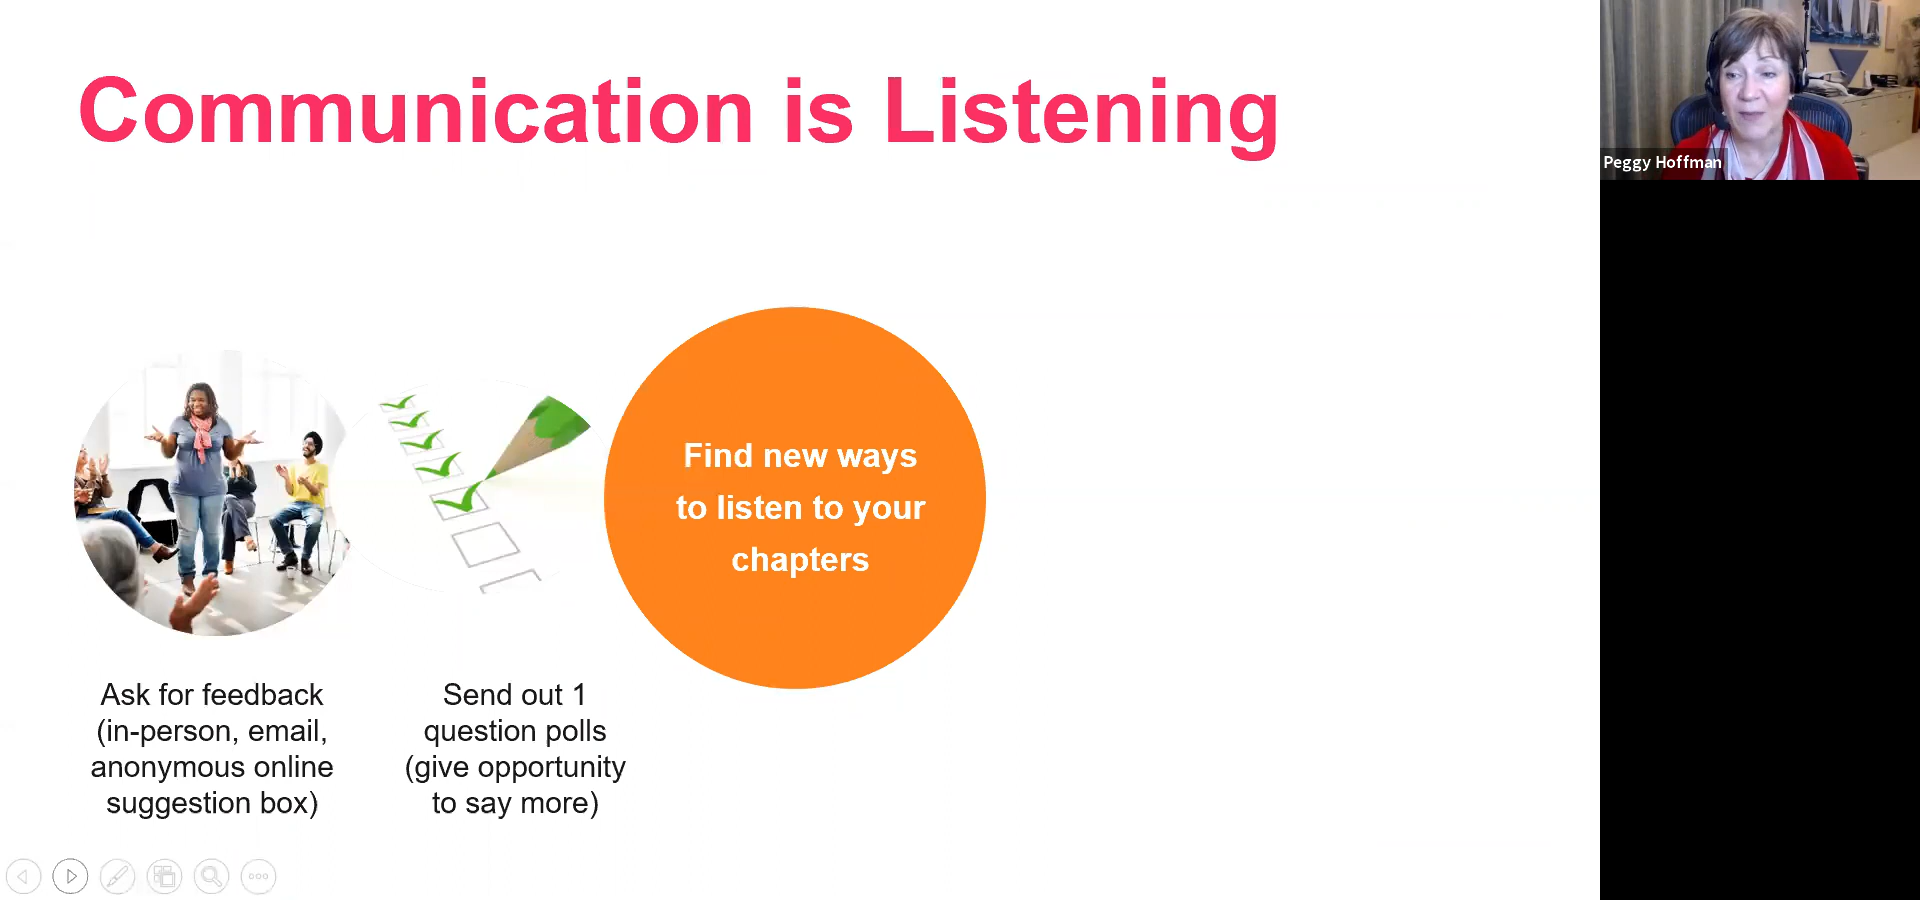 Communication is Listening
Peggy Hoffman
Find new ways
to listen to your
chapters
Ask for feedback
(in-person, email,
anonymous online
suggestion box)
Send out 1
question polls
(give opportunity
to say more)